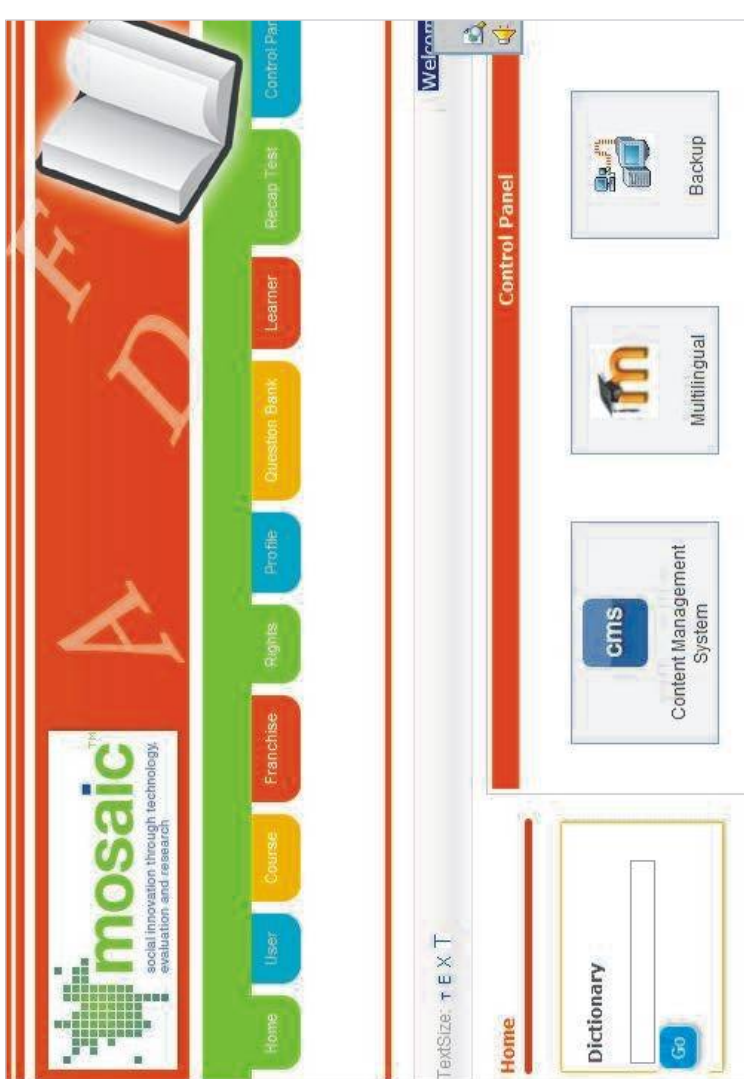 mosaic™
social innovation through technology,
evaluation and research
A
D
F
Home
User
Course
Franchise
Rights
Profile
Question Bank
Learner
Recap Test
Control Par
TextSize: T E X T
Welcom
Home
Control Panel
Dictionary
Go
cms
Content Management
System
m
Multilingual
Backup